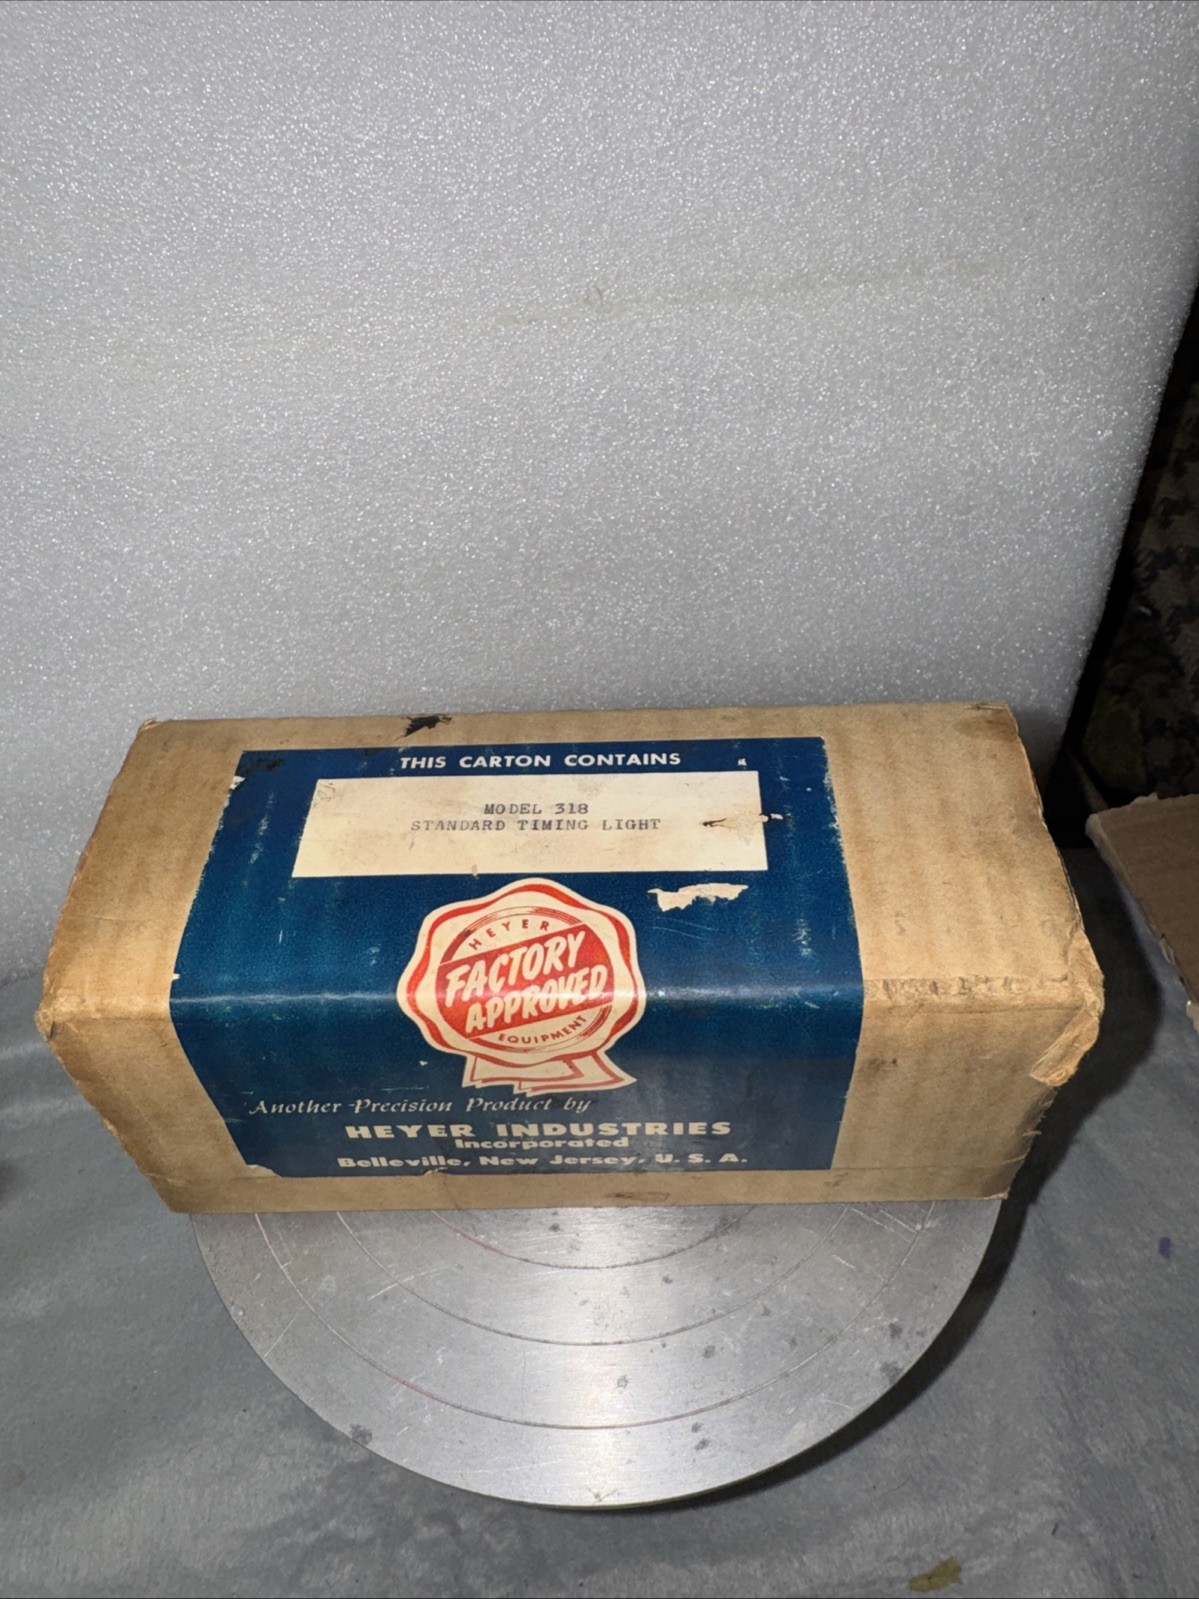 THIS CARTON CONTAINS
MODEL 318
STANDARD TIMING LIGHT
HEYER
FACTORY
APPROVED
EQUIPMENT
Another Precision Product by
HEYER INDUSTRIES
Incorporated
Belleville, New Jersey, U. S. A.